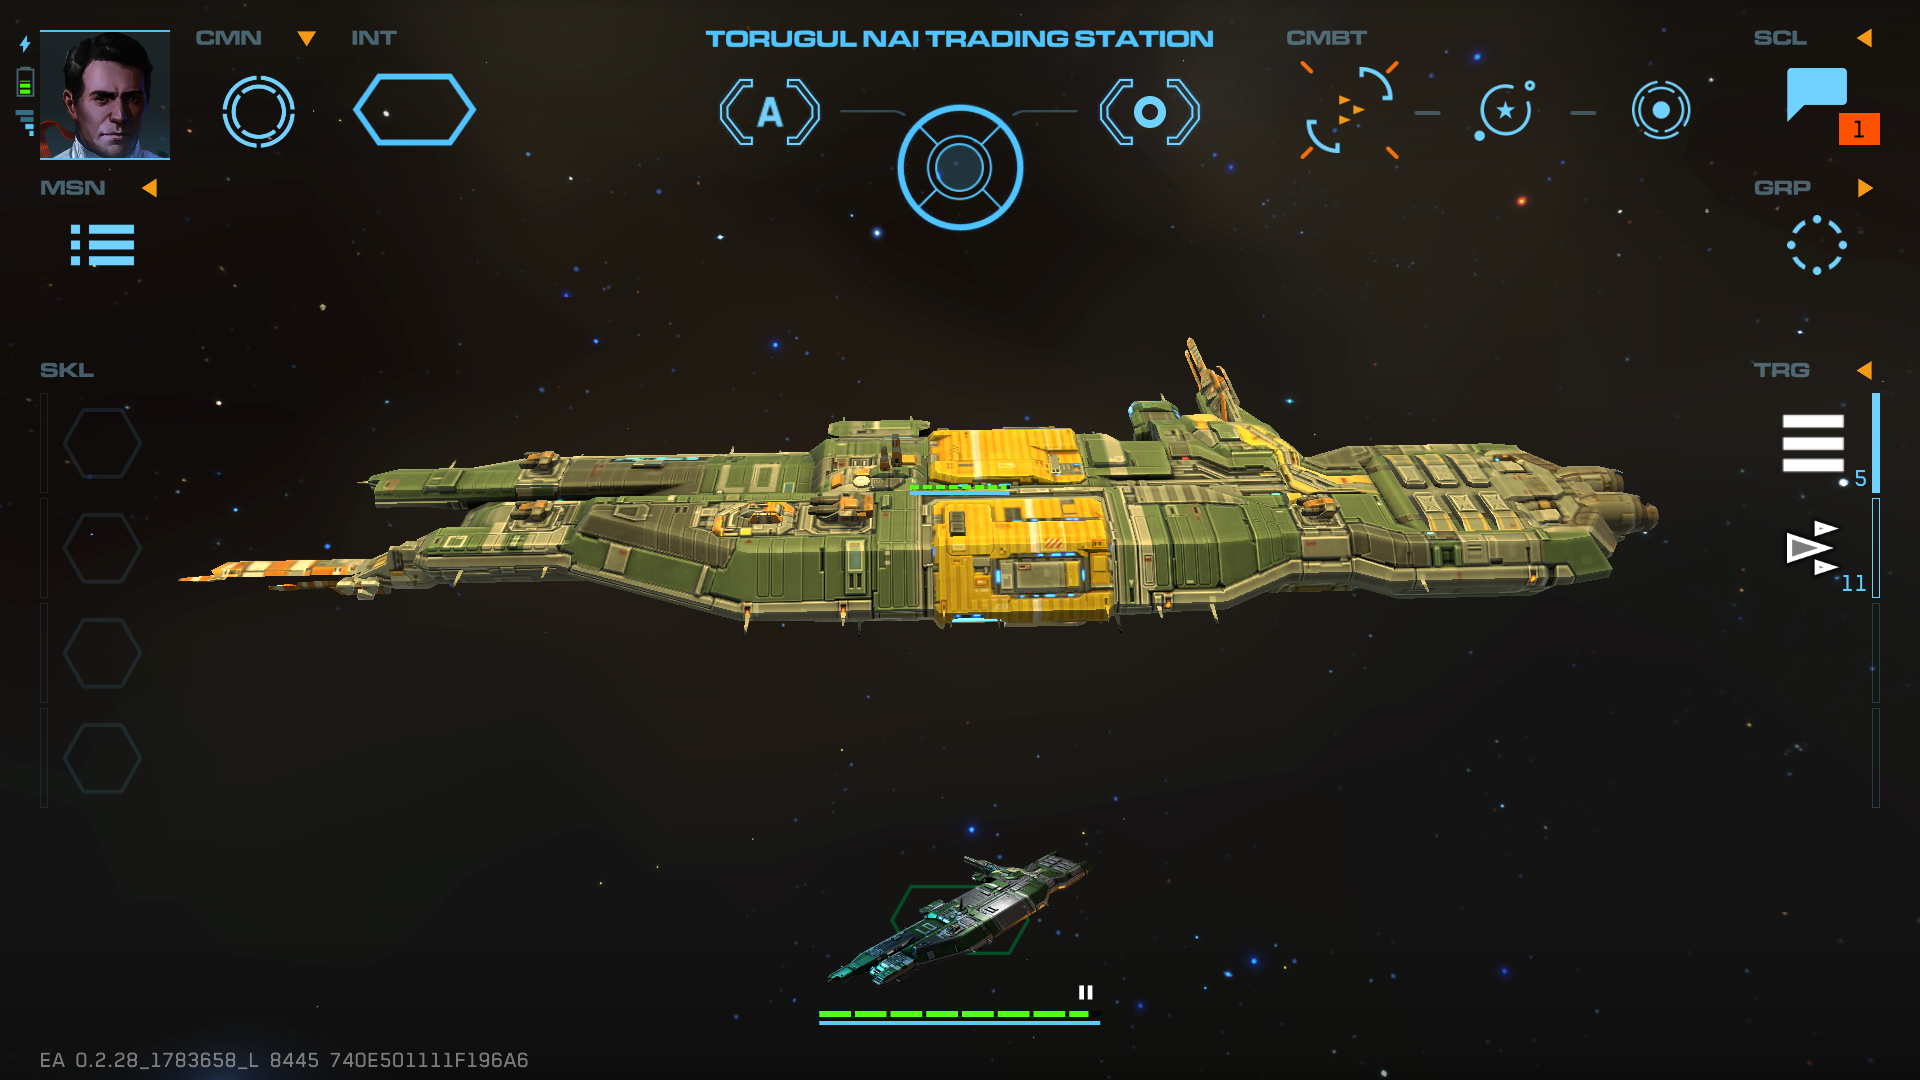 CMN
INT
TORUGUL NAI TRADING STATION
CMBT
SCL
A
1
MSN
GRP
SKL
TRG
5
11
EA 0.2.28_1783658_L 8445 740E501111F196A6